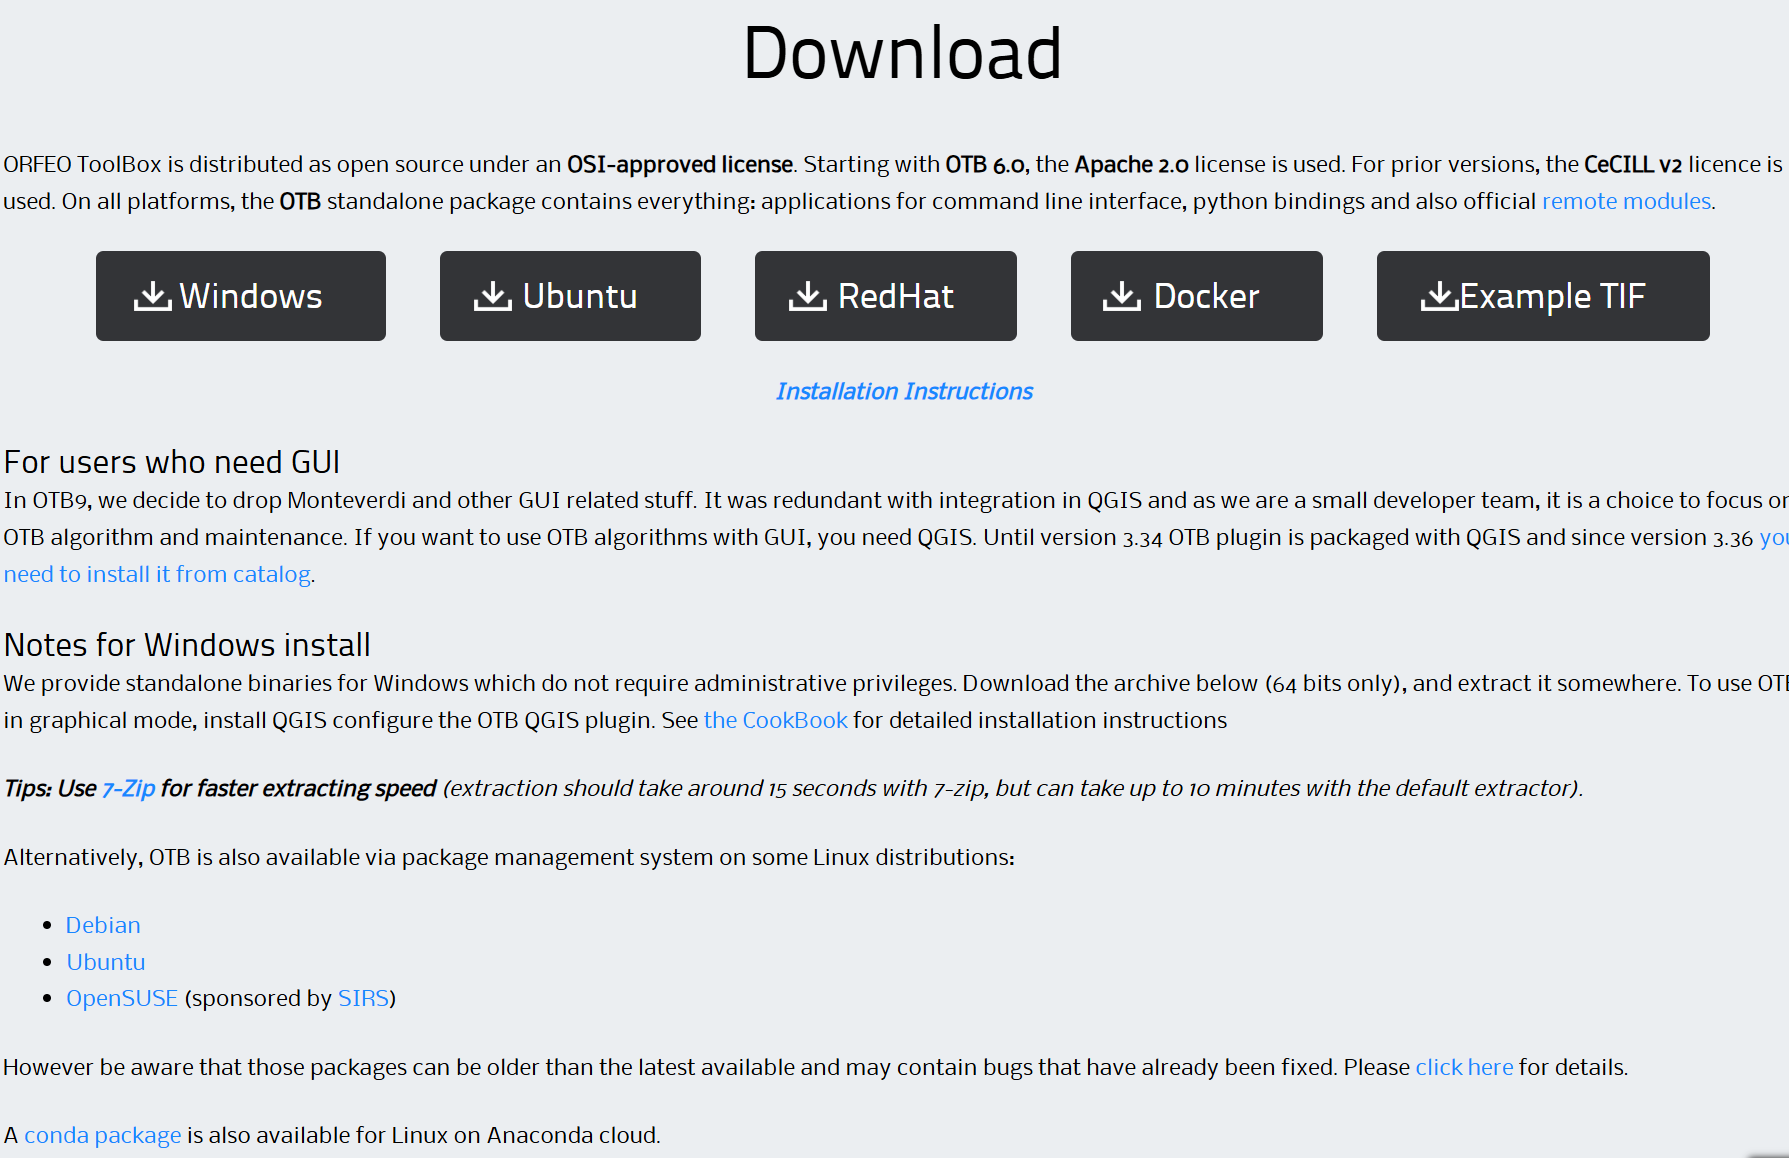 Download
ORFEO ToolBox is distributed as open source under an OSI-approved license. Starting with OTB 6.0, the Apache 2.0 license is used. For prior versions, the CeCILL v2 licence is
used. On all platforms, the OTB standalone package contains everything: applications for command line interface, python bindings and also official remote modules.
Windows Ubuntu RedHat Docker Example TIF
Installation Instructions
For users who need GUI
In OTB9, we decide to drop Monteverdi and other GUI related stuff. It was redundant with integration in QGIS and as we are a small developer team, it is a choice to focus on
OTB algorithm and maintenance. If you want to use OTB algorithms with GUI, you need QGIS. Until version 3.34 OTB plugin is packaged with QGIS and since version 3.36 you
need to install it from catalog.
Notes for Windows install
We provide standalone binaries for Windows which do not require administrative privileges. Download the archive below (64 bits only), and extract it somewhere. To use OTB
in graphical mode, install QGIS configure the OTB QGIS plugin. See the CookBook for detailed installation instructions
Tips: Use 7-Zip for faster extracting speed (extraction should take around 15 seconds with 7-zip, but can take up to 10 minutes with the default extractor).
Alternatively, OTB is also available via package management system on some Linux distributions:
• Debian
• Ubuntu
• OpenSUSE (sponsored by SIRS)
However be aware that those packages can be older than the latest available and may contain bugs that have already been fixed. Please click here for details.
A conda package is also available for Linux on Anaconda cloud.